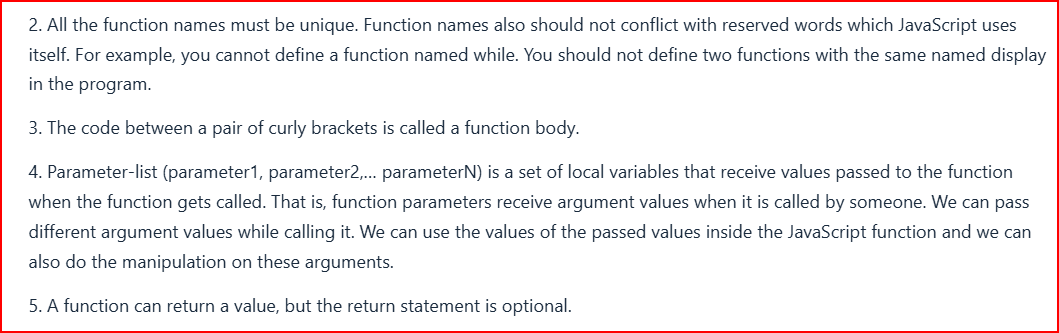 2. All the function names must be unique. Function names also should not conflict with reserved words which JavaScript uses
itself. For example, you cannot define a function named while. You should not define two functions with the same named display
in the program.
3. The code between a pair of curly brackets is called a function body.
4. Parameter-list (parameter1, parameter2,... parameterN) is a set of local variables that receive values passed to the function
when the function gets called. That is, function parameters receive argument values when it is called by someone. We can pass
different argument values while calling it. We can use the values of the passed values inside the JavaScript function and we can
also do the manipulation on these arguments.
5. A function can return a value, but the return statement is optional.